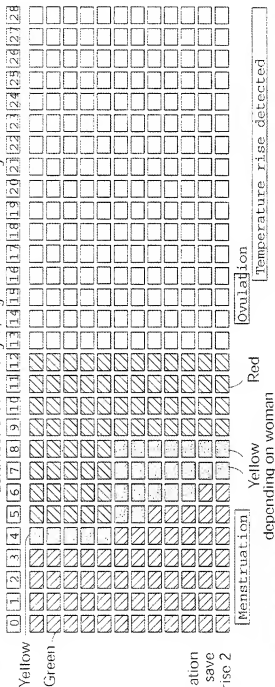 0 1 2 3 4 5 6 7 8 9 10 11 12 13 14 15 16 17 18 19 20 21 22 23 24 25 26 27 28
Yellow
Green
ation
save
rise 2
Menstruation
Yellow
depending on woman
Red
Ovulation
Temperature rise detected